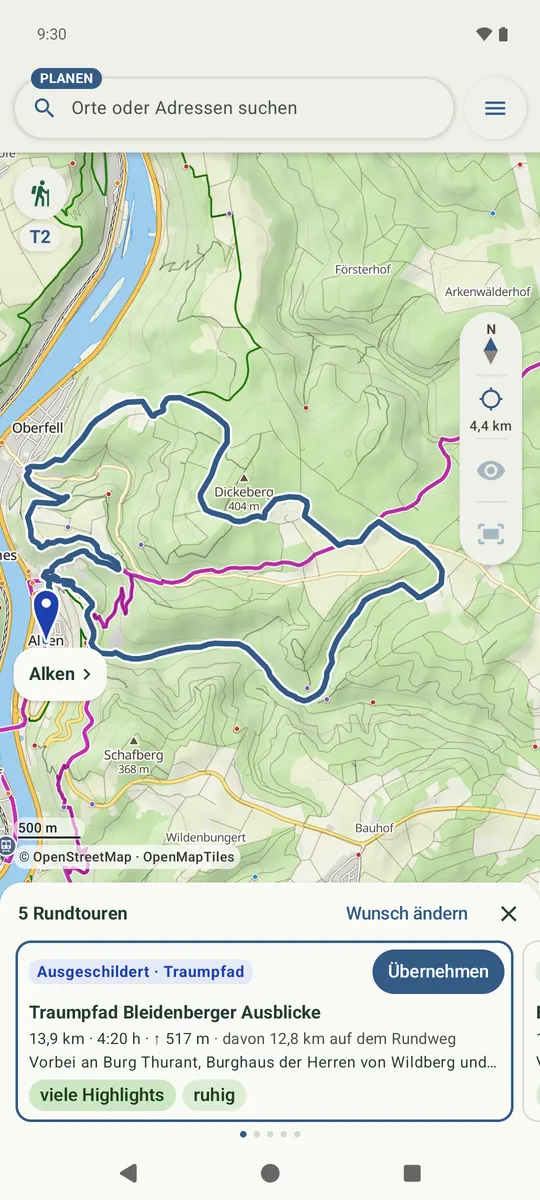 9:30
PLANEN
Orte oder Adressen suchen
T2
Försterhof
Arkenwälderhof
N
4,4 km
Oberfell
Dickeberg
404 m
Alken
Alken
Schafberg
368 m
500 m
Wildenbungert
Bauhof
© OpenStreetMap · OpenMapTiles
5 Rundtouren
Wunsch ändern
Ausgeschildert · Traumpfad
Übernehmen
Traumpfad Bleidenberger Ausblicke
13,9 km · 4:20 h · ↑ 517 m · davon 12,8 km auf dem Rundweg
Vorbei an Burg Thurant, Burghaus der Herren von Wildberg und…
viele Highlights
ruhig